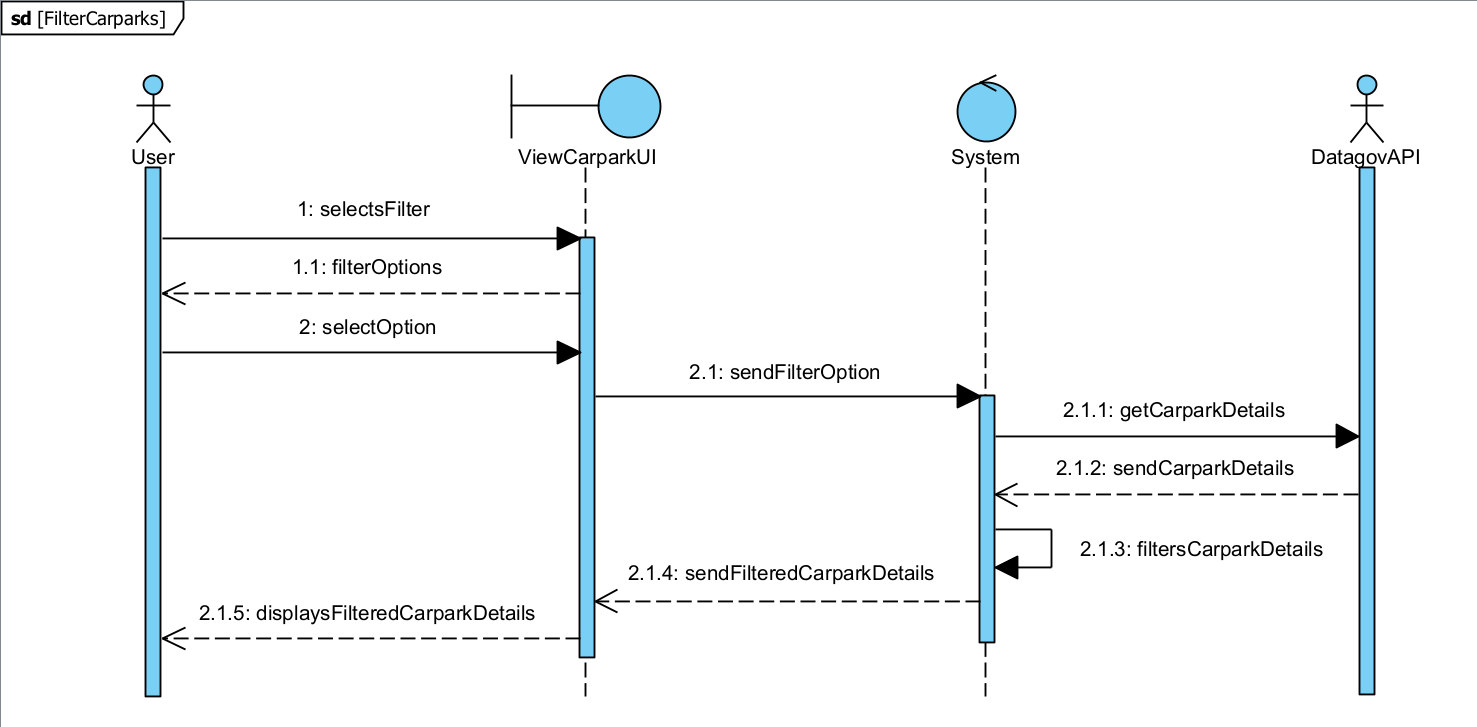 sd [FilterCarparks]
User
ViewCarparkUI
System
DatagovAPI
1: selectsFilter
1.1: filterOptions
2: selectOption
2.1: sendFilterOption
2.1.1: getCarparkDetails
2.1.2: sendCarparkDetails
2.1.3: filtersCarparkDetails
2.1.4: sendFilteredCarparkDetails
2.1.5: displaysFilteredCarparkDetails